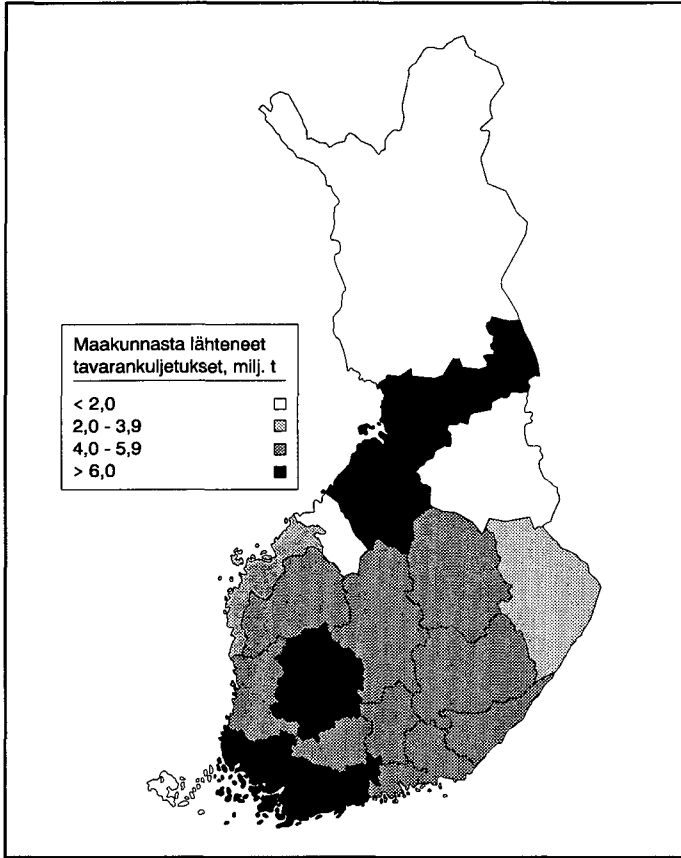 Maakunnasta lähteneet
tavarankuljetukset, milj. t
< 2,0
2,0 - 3,9
4,0 - 5,9
> 6,0